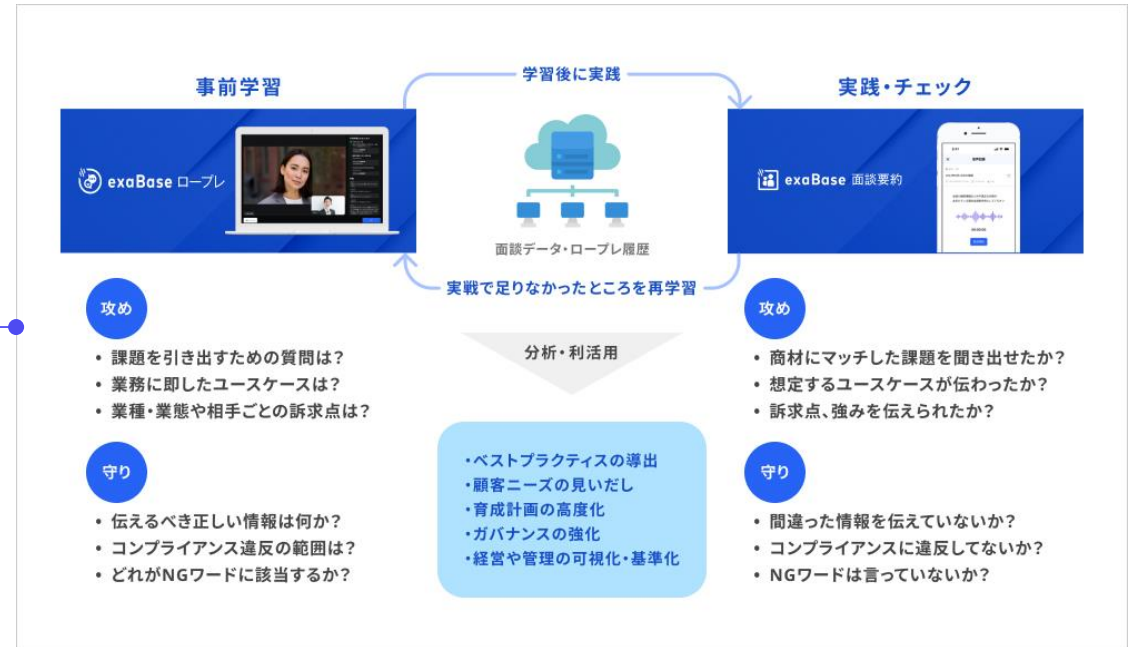 事前学習
exaBase ロープレ
攻め
• 課題を引き出すための質問は？
• 業務に即したユースケースは？
• 業種・業態や相手ごとの訴求点は？
守り
• 伝えるべき正しい情報は何か？
• コンプライアンス違反の範囲は？
• どれがNGワードに該当するか？
学習後に実践
面談データ・ロープレ履歴
実戦で足りなかったところを再学習
分析・利活用
・ベストプラクティスの導出
・顧客ニーズの見いだし
・育成計画の高度化
・ガバナンスの強化
・経営や管理の可視化・基準化
実践・チェック
exaBase 面談要約
攻め
• 商材にマッチした課題を聞き出せたか？
• 想定するユースケースが伝わったか？
• 訴求点、強みを伝えられたか？
守り
• 間違った情報を伝えていないか？
• コンプライアンスに違反してないか？
• NGワードは言っていないか？